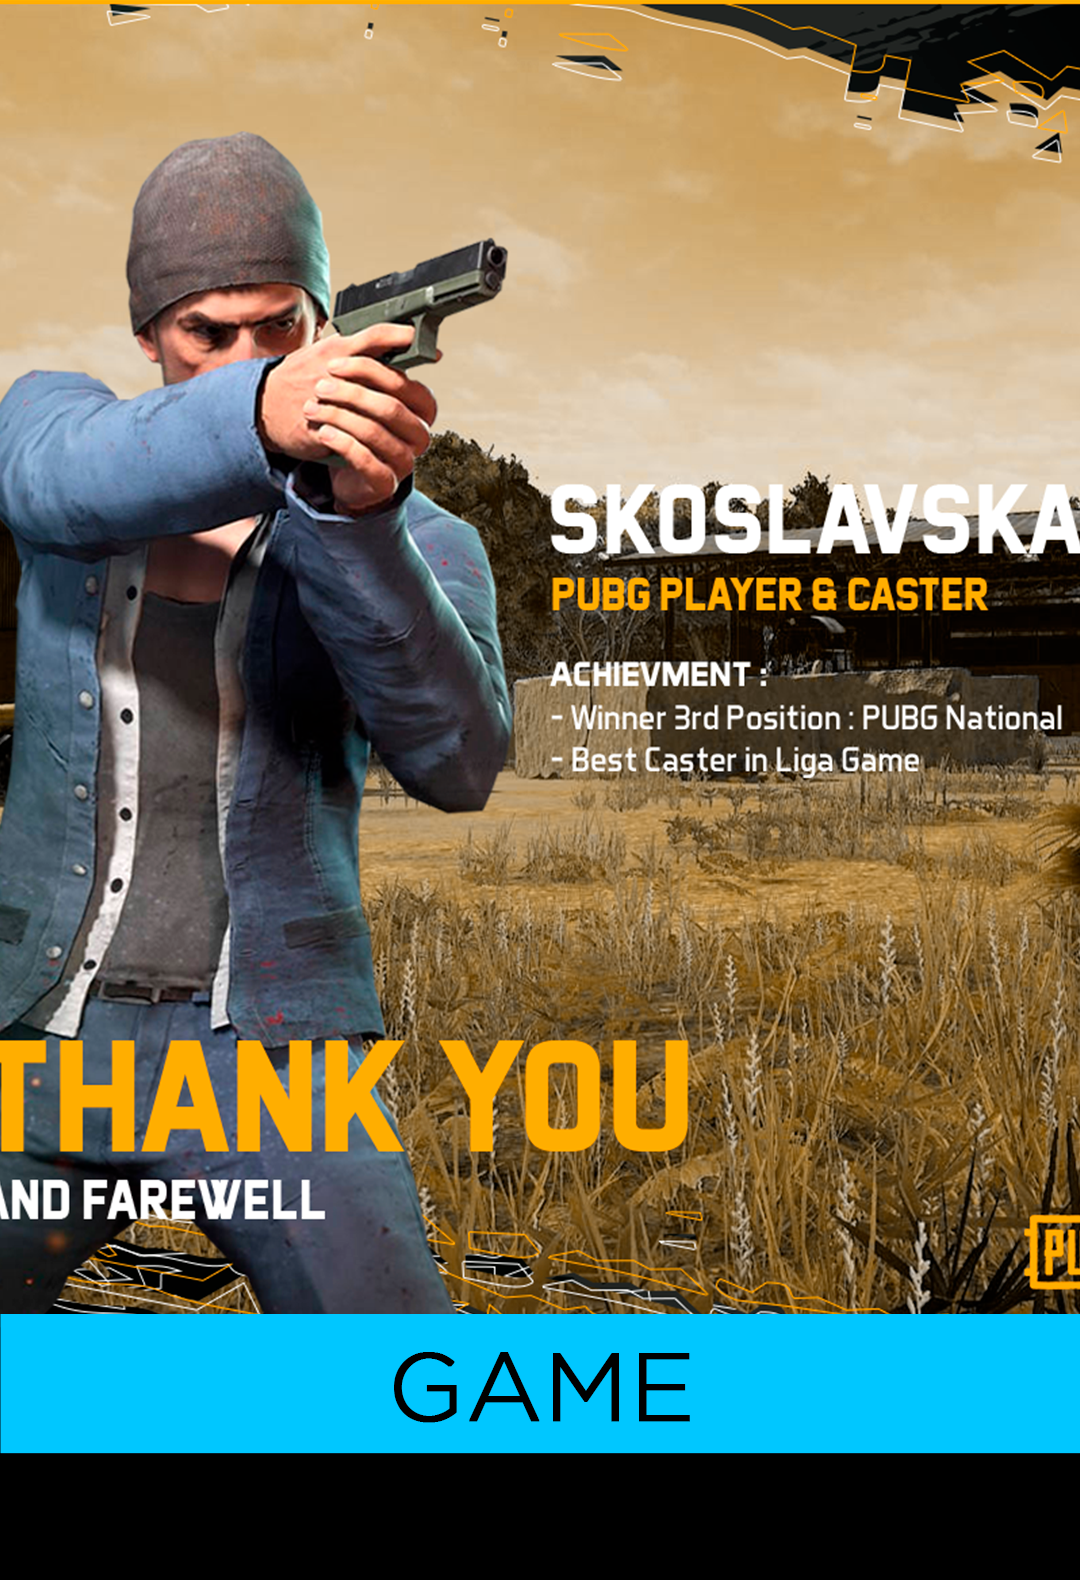 SKOSLAVSKA
PUBG PLAYER & CASTER
ACHIEVMENT :
- Winner 3rd Position : PUBG National
- Best Caster in Liga Game
THANK YOU
AND FAREWELL
GAME